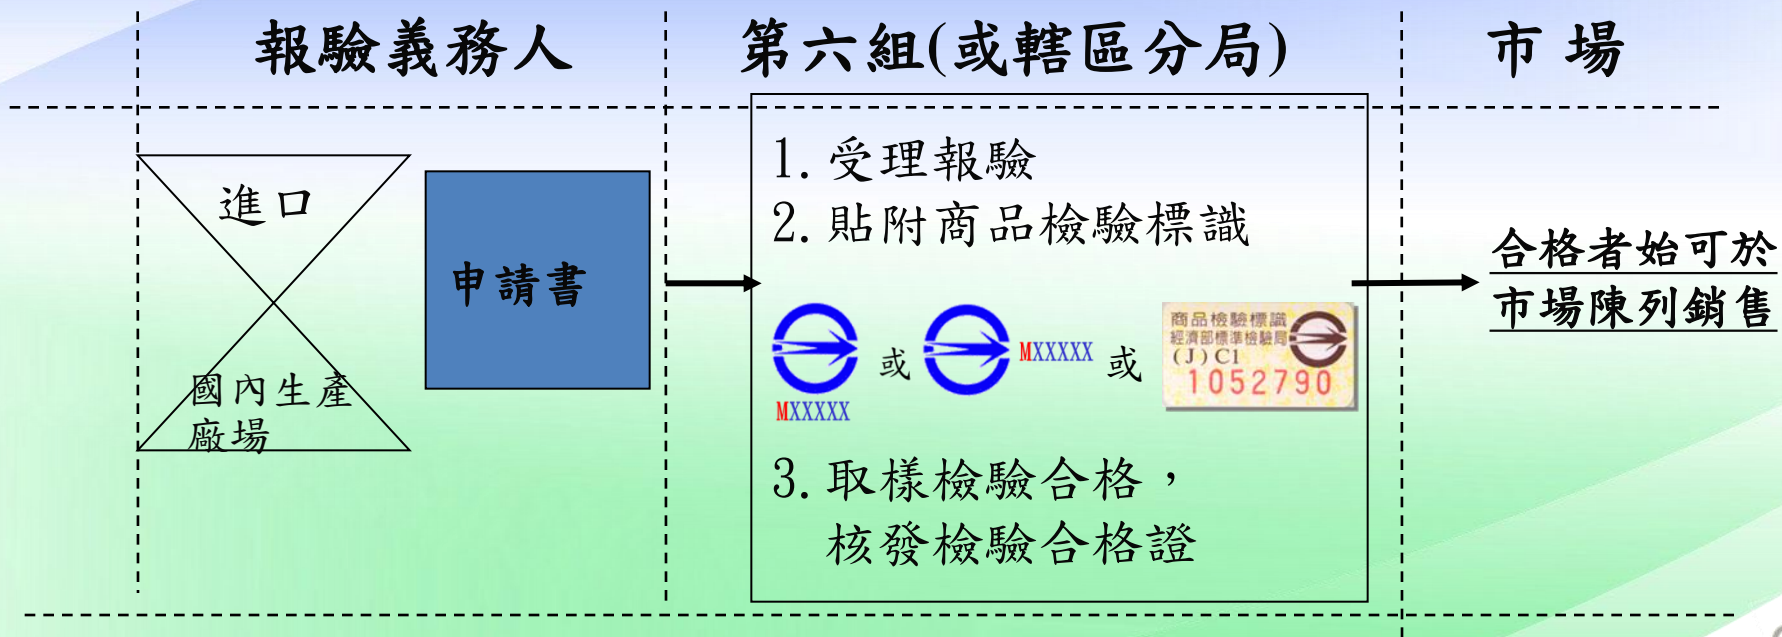 報驗義務人
第六組(或轄區分局)
市場
進口
國內生產
廠場
申請書
1.受理報驗
2.貼附商品檢驗標識
MXXXXX
或
MXXXXX
或
商品檢驗標識
經濟部標準檢驗局
(J)C1
1052790
3.取樣檢驗合格，
核發檢驗合格證
合格者始可於
市場陳列銷售